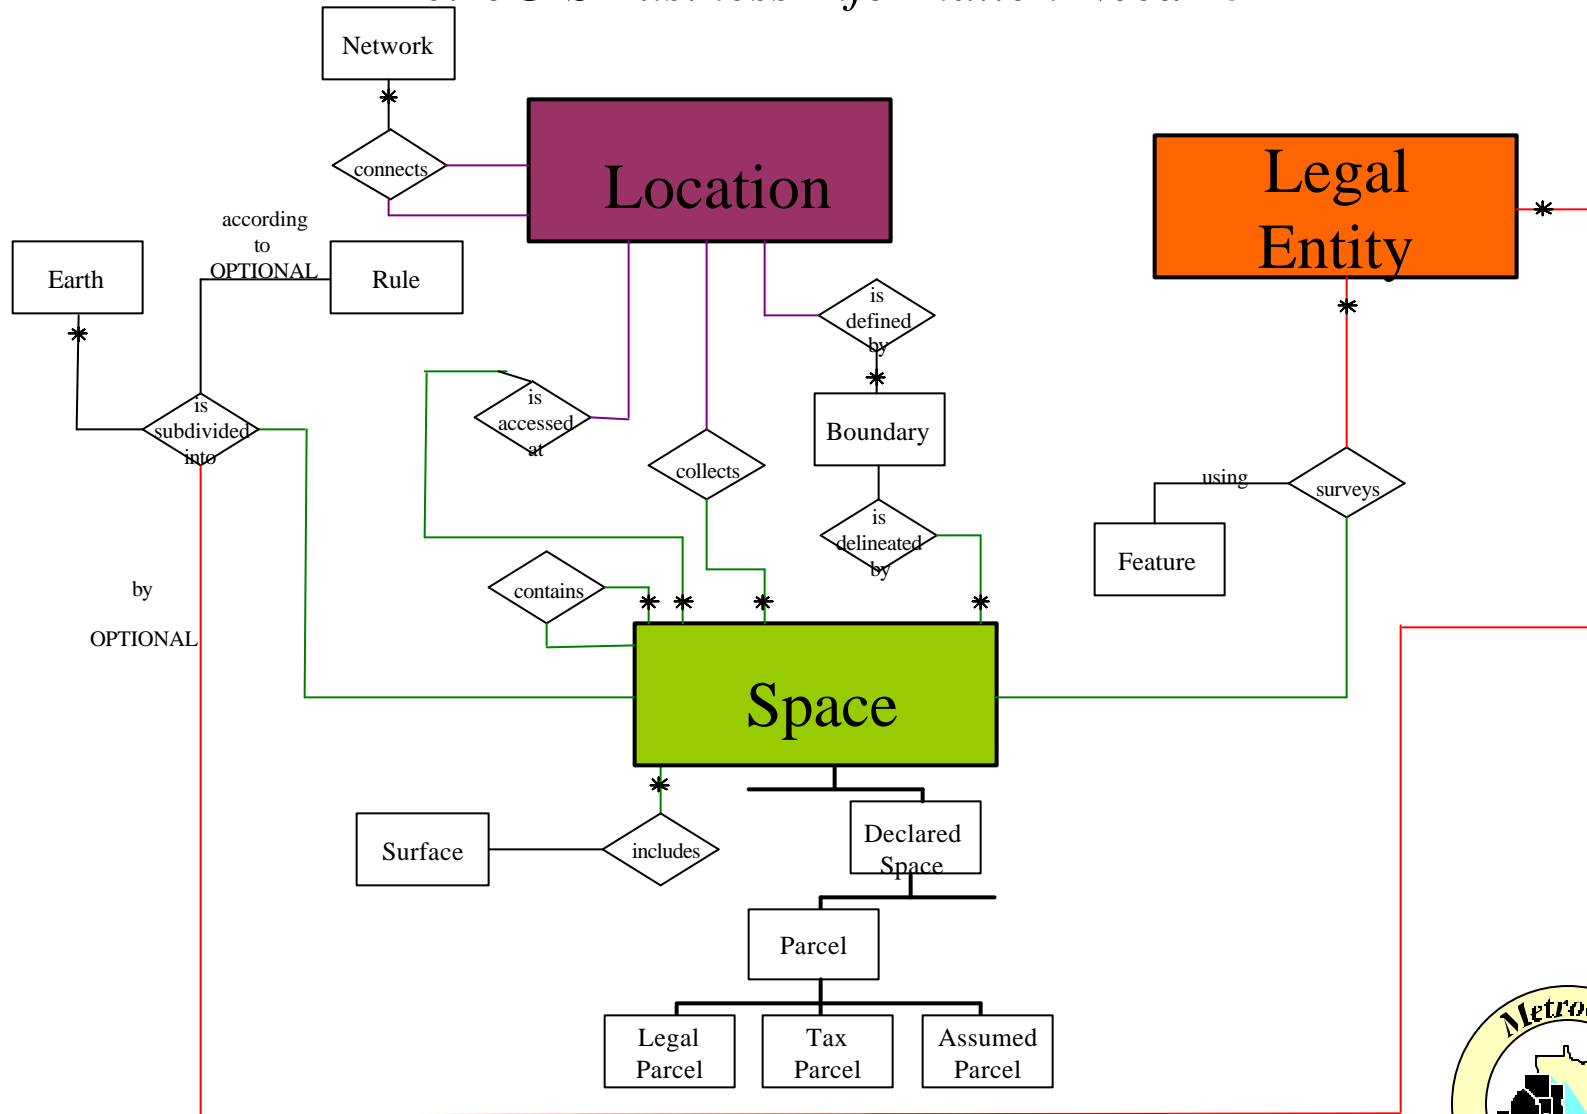 Network
connects
Location
Legal
Entity
according
to
OPTIONAL
Earth
Rule
is
defined
by
is
subdivided
into
is
accessed
at
Boundary
collects
using
surveys
is
delineated
by
Feature
contains
by
OPTIONAL
Space
Surface
includes
Declared
Space
Parcel
Legal
Parcel
Tax
Parcel
Assumed
Parcel